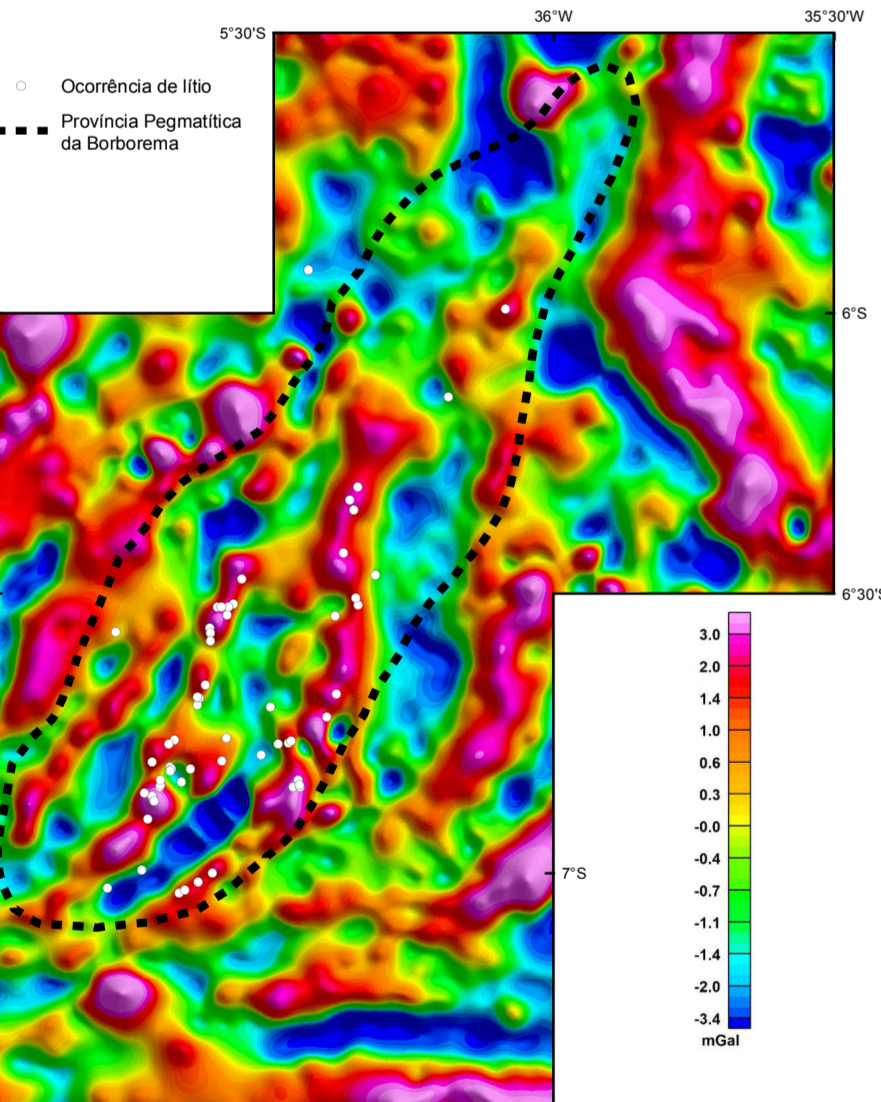 36°W
35°30'W
5°30'S
Ocorrência de lítio
Província Pegmatítica
da Borborema
6°S
6°30'S
3.0
2.0
1.4
1.0
0.6
0.3
-0.0
-0.4
-0.7
-1.1
-1.4
-2.0
-3.4
mGal
7°S